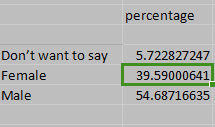 percentage
Don't want to say 5.722827247
Female 39.59000641
Male 54.68716635